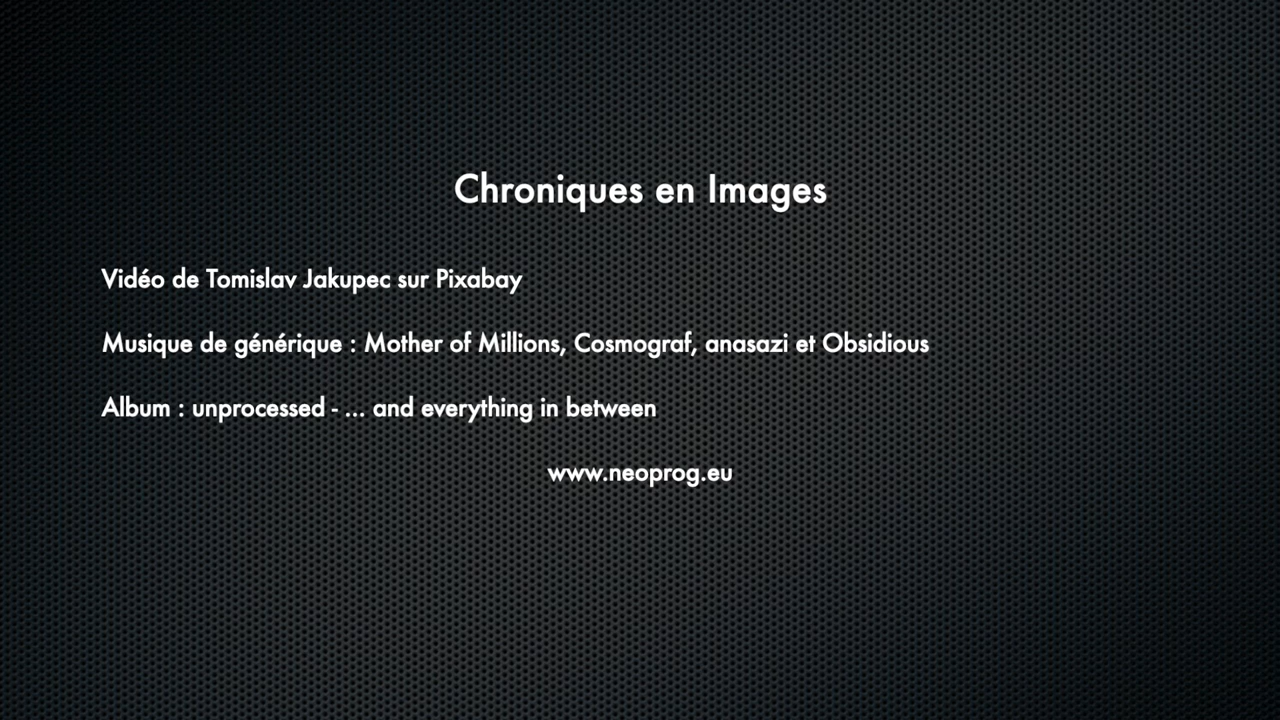 Chroniques en Images
Vidéo de Tomislav Jakupec sur Pixabay
Musique de générique : Mother of Millions, Cosmograf, anasazi et Obsidious
Album : unprocessed - ... and everything in between
www.neoprog.eu